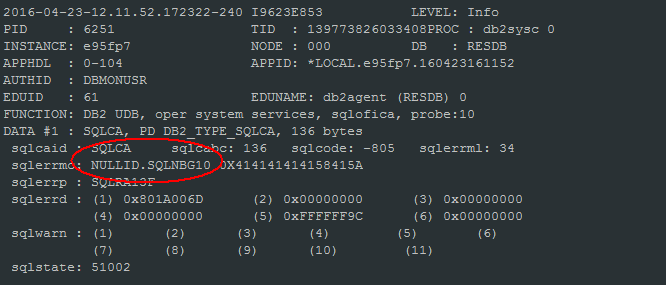 2016-04-23-12.11.52.172322-240 I9623E853 LEVEL: Info
PID : 6251 TID : 139773826033408PROC : db2sysc 0
INSTANCE: e95fp7 NODE : 000 DB : RESDB
APPHDL : 0-104 APPID: *LOCAL.e95fp7.160423161152
AUTHID : DBMONUSR
EDUID : 61 EDUNAME: db2agent (RESDB) 0
FUNCTION: DB2 UDB, oper system services, sqlofica, probe:10
DATA #1 : SQLCA, PD DB2_TYPE_SQLCA, 136 bytes
sqlcaid : SQLCA sqlcabc: 136 sqlcode: -805 sqlerrml: 34
sqlerrmc: NULLID.SQLNBG10 0X414141414158415A
sqlerrp : SQLRA13F
sqlerrd : (1) 0x801A006D (2) 0x00000000 (3) 0x00000000
(4) 0x00000000 (5) 0xFFFFFF9C (6) 0x00000000
sqlwarn : (1) (2) (3) (4) (5) (6)
(7) (8) (9) (10) (11)
sqlstate: 51002